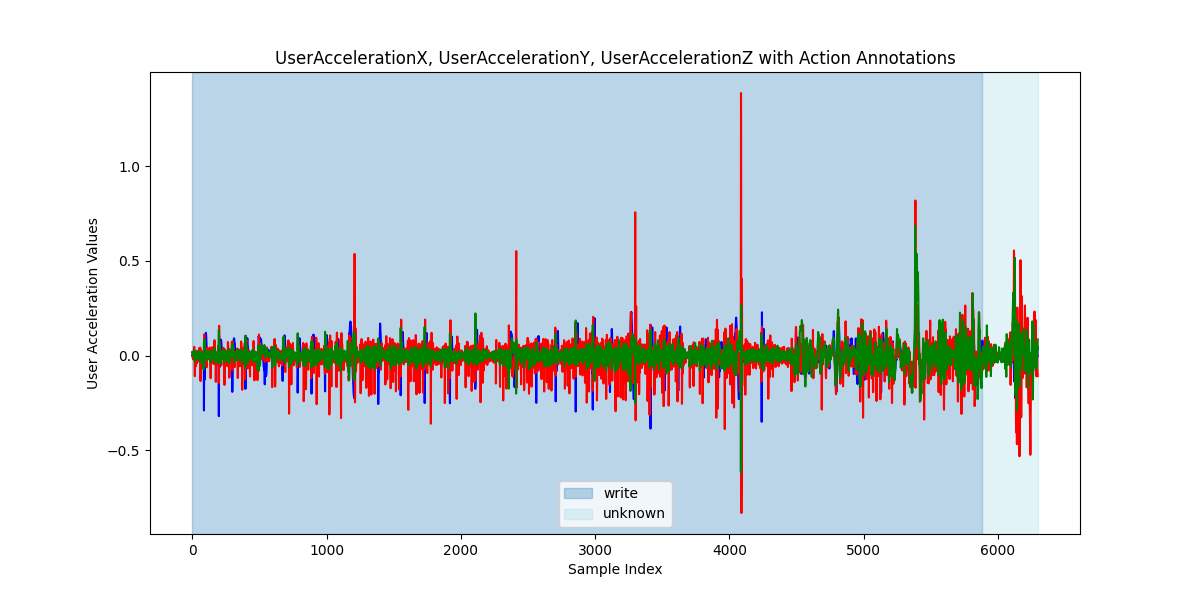 UserAccelerationX, UserAccelerationY, UserAccelerationZ with Action Annotations
User Acceleration Values
1.0
0.5
0.0
−0.5
write
unknown
0 1000 2000 3000 4000 5000 6000
Sample Index